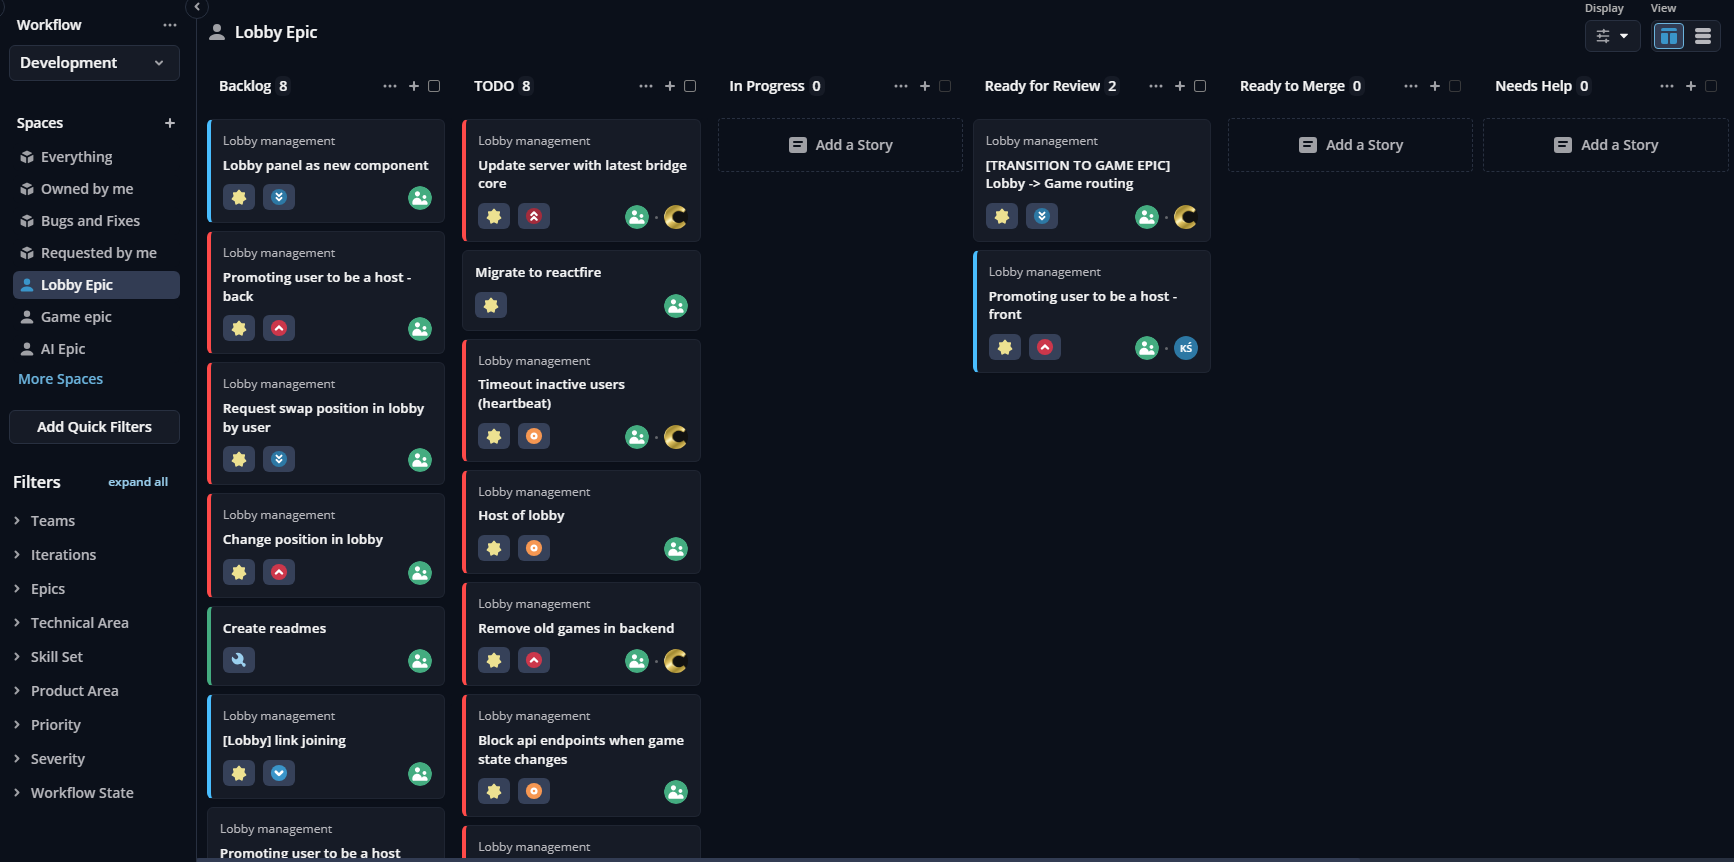 Workflow
Development
Spaces
Everything
Owned by me
Bugs and Fixes
Requested by me
Lobby Epic
Game epic
AI Epic
More Spaces
Add Quick Filters
Filters
expand all
Teams
Iterations
Epics
Technical Area
Skill Set
Product Area
Priority
Severity
Workflow State
Lobby Epic
Display
View
Backlog 8
Lobby management
Lobby panel as new component
Lobby management
Promoting user to be a host -
back
Lobby management
Request swap position in lobby
by user
Lobby management
Change position in lobby
Create readmes
Lobby management
[Lobby] link joining
Lobby management
Promoting user to be a host
TODO 8
Lobby management
Update server with latest bridge
core
Migrate to reactfire
Lobby management
Timeout inactive users
(heartbeat)
Lobby management
Host of lobby
Lobby management
Remove old games in backend
Lobby management
Block api endpoints when game
state changes
Lobby management
In Progress 0
Add a Story
Ready for Review 2
Lobby management
[TRANSITION TO GAME EPIC]
Lobby -> Game routing
Lobby management
Promoting user to be a host -
front
KŚ
Ready to Merge 0
Add a Story
Needs Help 0
Add a Story